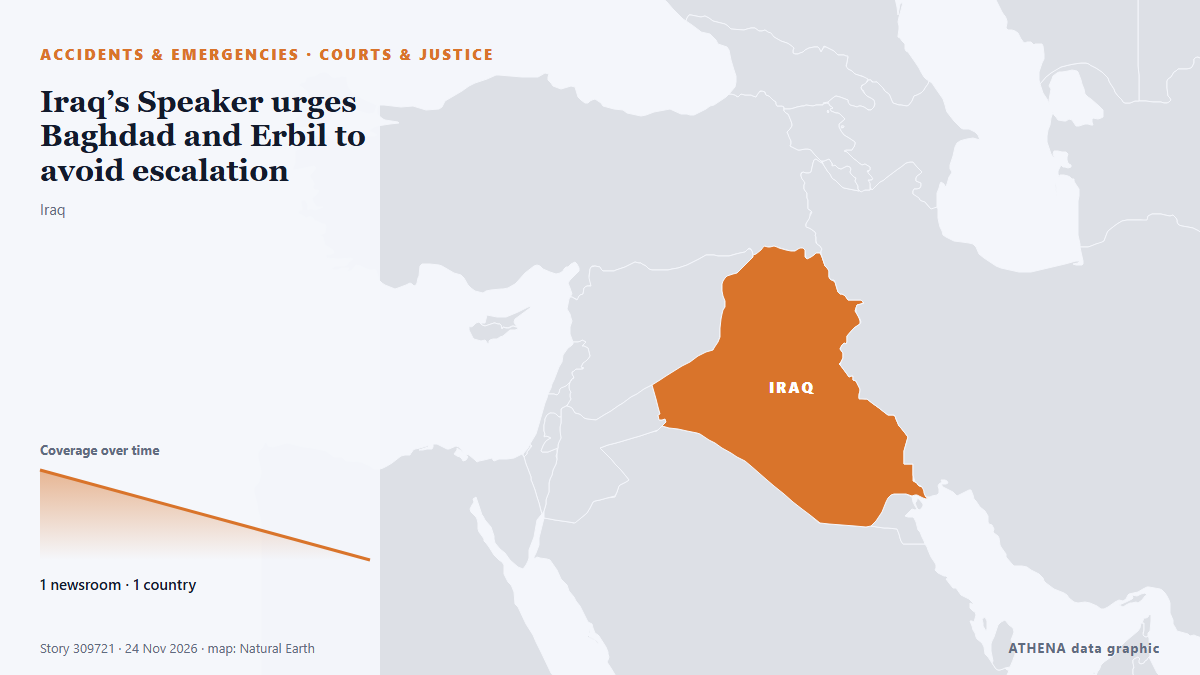 ACCIDENTS & EMERGENCIES · COURTS & JUSTICE
Iraq’s Speaker urges
Baghdad and Erbil to
avoid escalation
Iraq
IRAQ
Coverage over time
1 newsroom · 1 country
Story 309721 · 24 Nov 2026 · map: Natural Earth
ATHENA data graphic